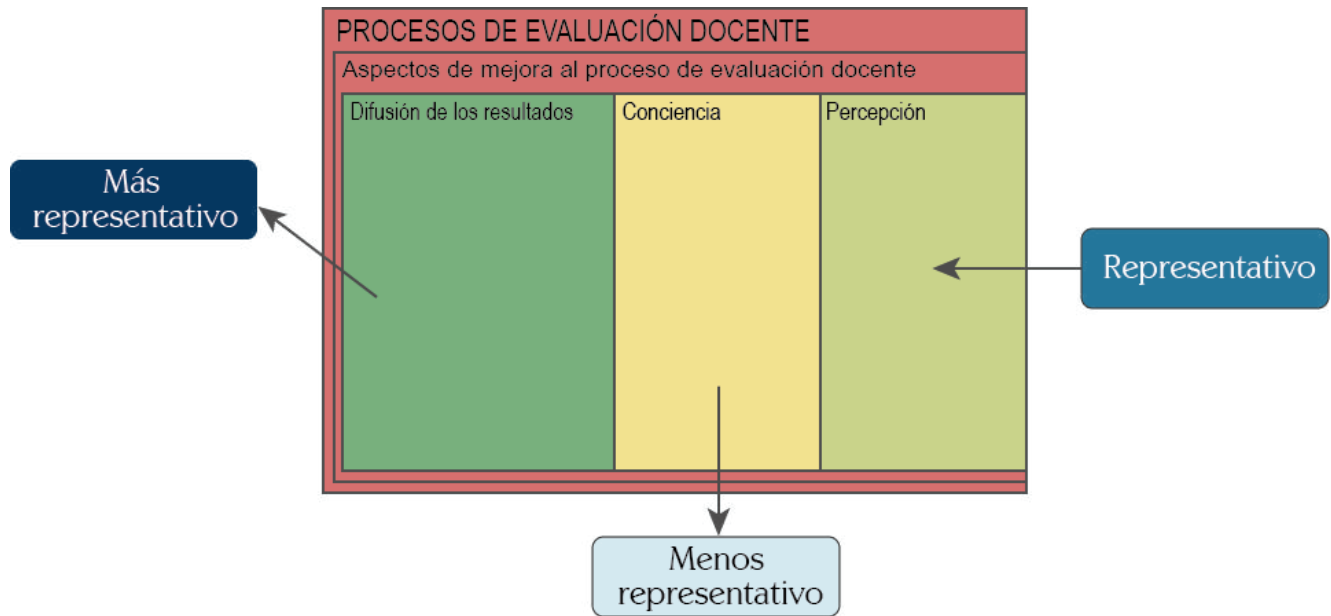 PROCESOS DE EVALUACIÓN DOCENTE
Aspectos de mejora al proceso de evaluación docente
Difusión de los resultados
Conciencia
Percepción
Más
representativo
Representativo
Menos
representativo